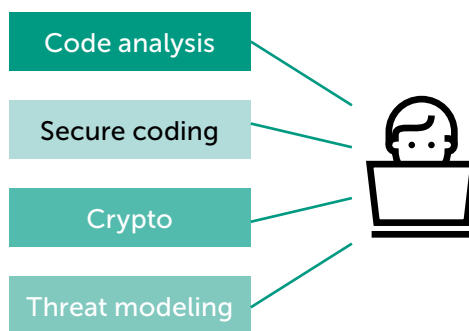 Code analysis
Secure coding
Crypto
Threat modeling